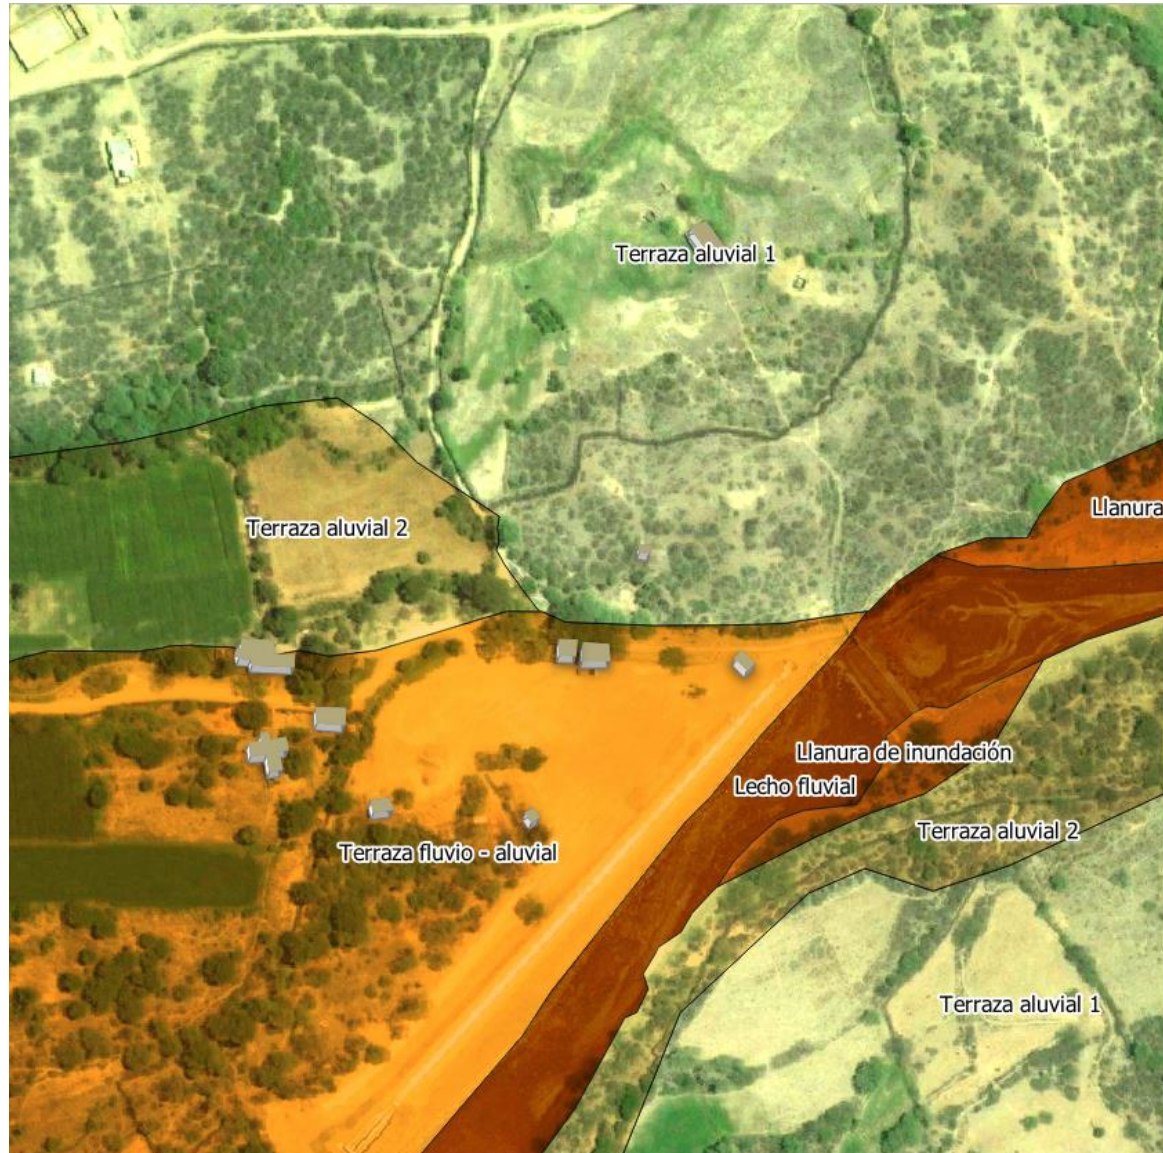 Terraza aluvial 1
Llanura
Terraza aluvial 2
Llanura de inundación
Lecho fluvial
Terraza aluvial 2
Terraza fluvio - aluvial
Terraza aluvial 1